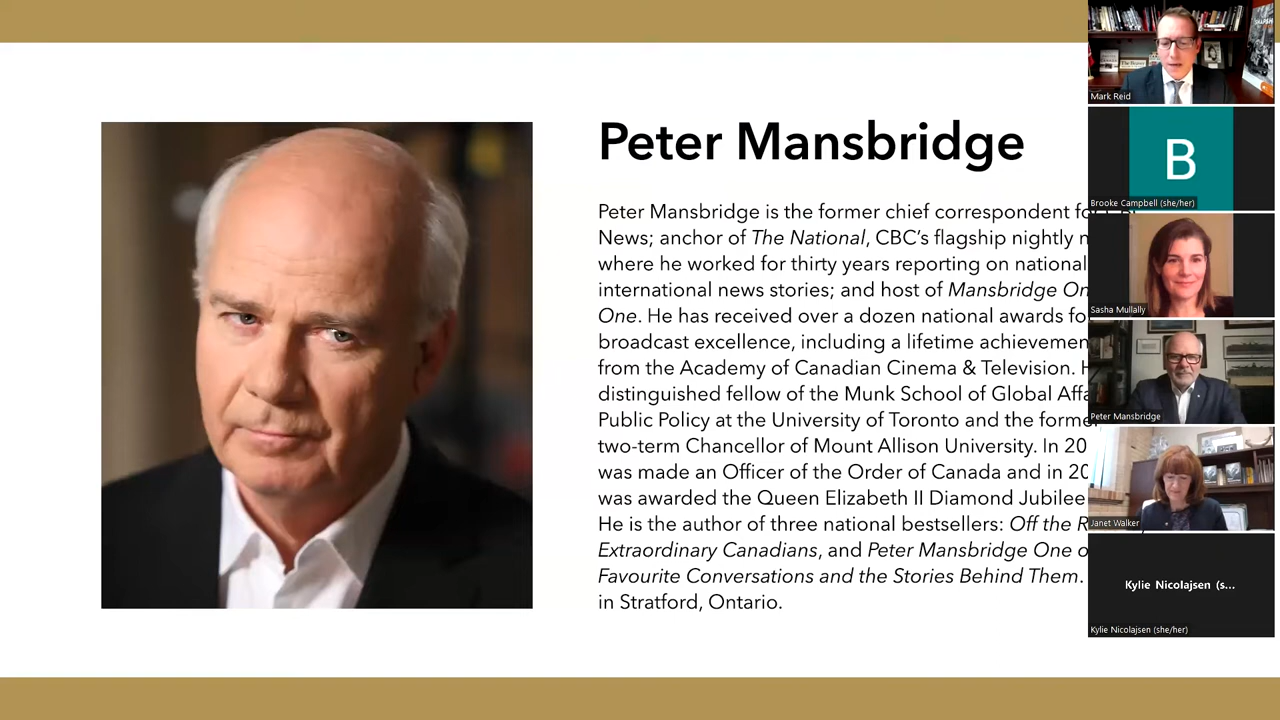 Peter Mansbridge
Peter Mansbridge is the former chief correspondent for CBC
News; anchor of The National, CBC’s flagship nightly
where he worked for thirty years reporting on national
international news stories; and host of Mansbridge One
One. He has received over a dozen national awards
broadcast excellence, including a lifetime achievement
from the Academy of Canadian Cinema & Television.
distinguished fellow of the Munk School of Global
Public Policy at the University of Toronto and the former
two-term Chancellor of Mount Allison University. In
was made an Officer of the Order of Canada and in
was awarded the Queen Elizabeth II Diamond Jubilee
He is the author of three national bestsellers: Off the
Extraordinary Canadians, and Peter Mansbridge One
Favourite Conversations and the Stories Behind Them.
in Stratford, Ontario.
Mark Reid
B
Brooke Campbell (she/her)
Sasha Mullally
Peter Mansbridge
Janet Walker
Kylie Nicolajsen (s...
Kylie Nicolajsen (she/her)